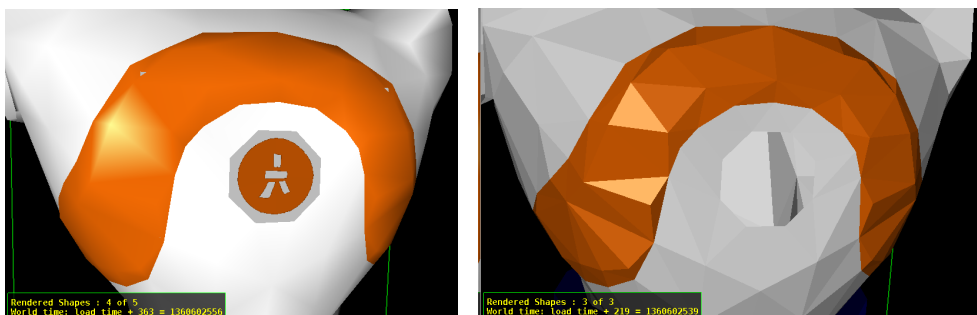 六
Rendered Shapes : 4 of 5
World time: load time + 363 = 1360602556
Rendered Shapes : 3 of 3
World time: load time + 219 = 1360602539